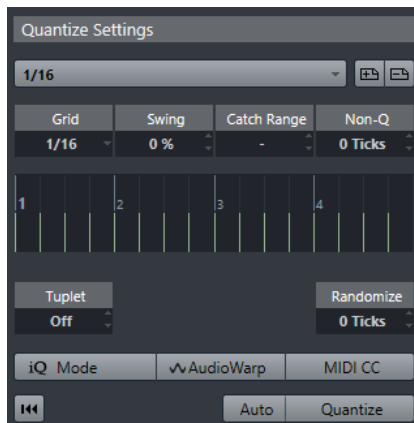 Quantize Settings
1/16
Grid Swing Catch Range Non-Q
1/16 0 % - 0 Ticks
1 2 3 4
Tuplet Randomize
Off 0 Ticks
iQ Mode AudioWarp MIDI CC
Auto Quantize